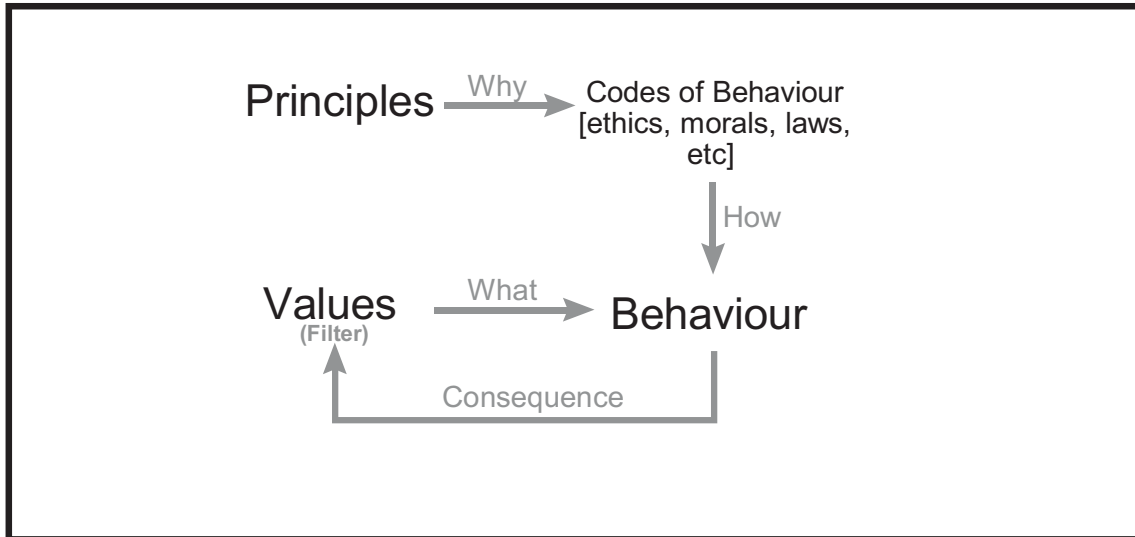 Principles
Why
Codes of Behaviour
[ethics, morals, laws,
etc]
How
Values
(Filter)
What
Behaviour
Consequence